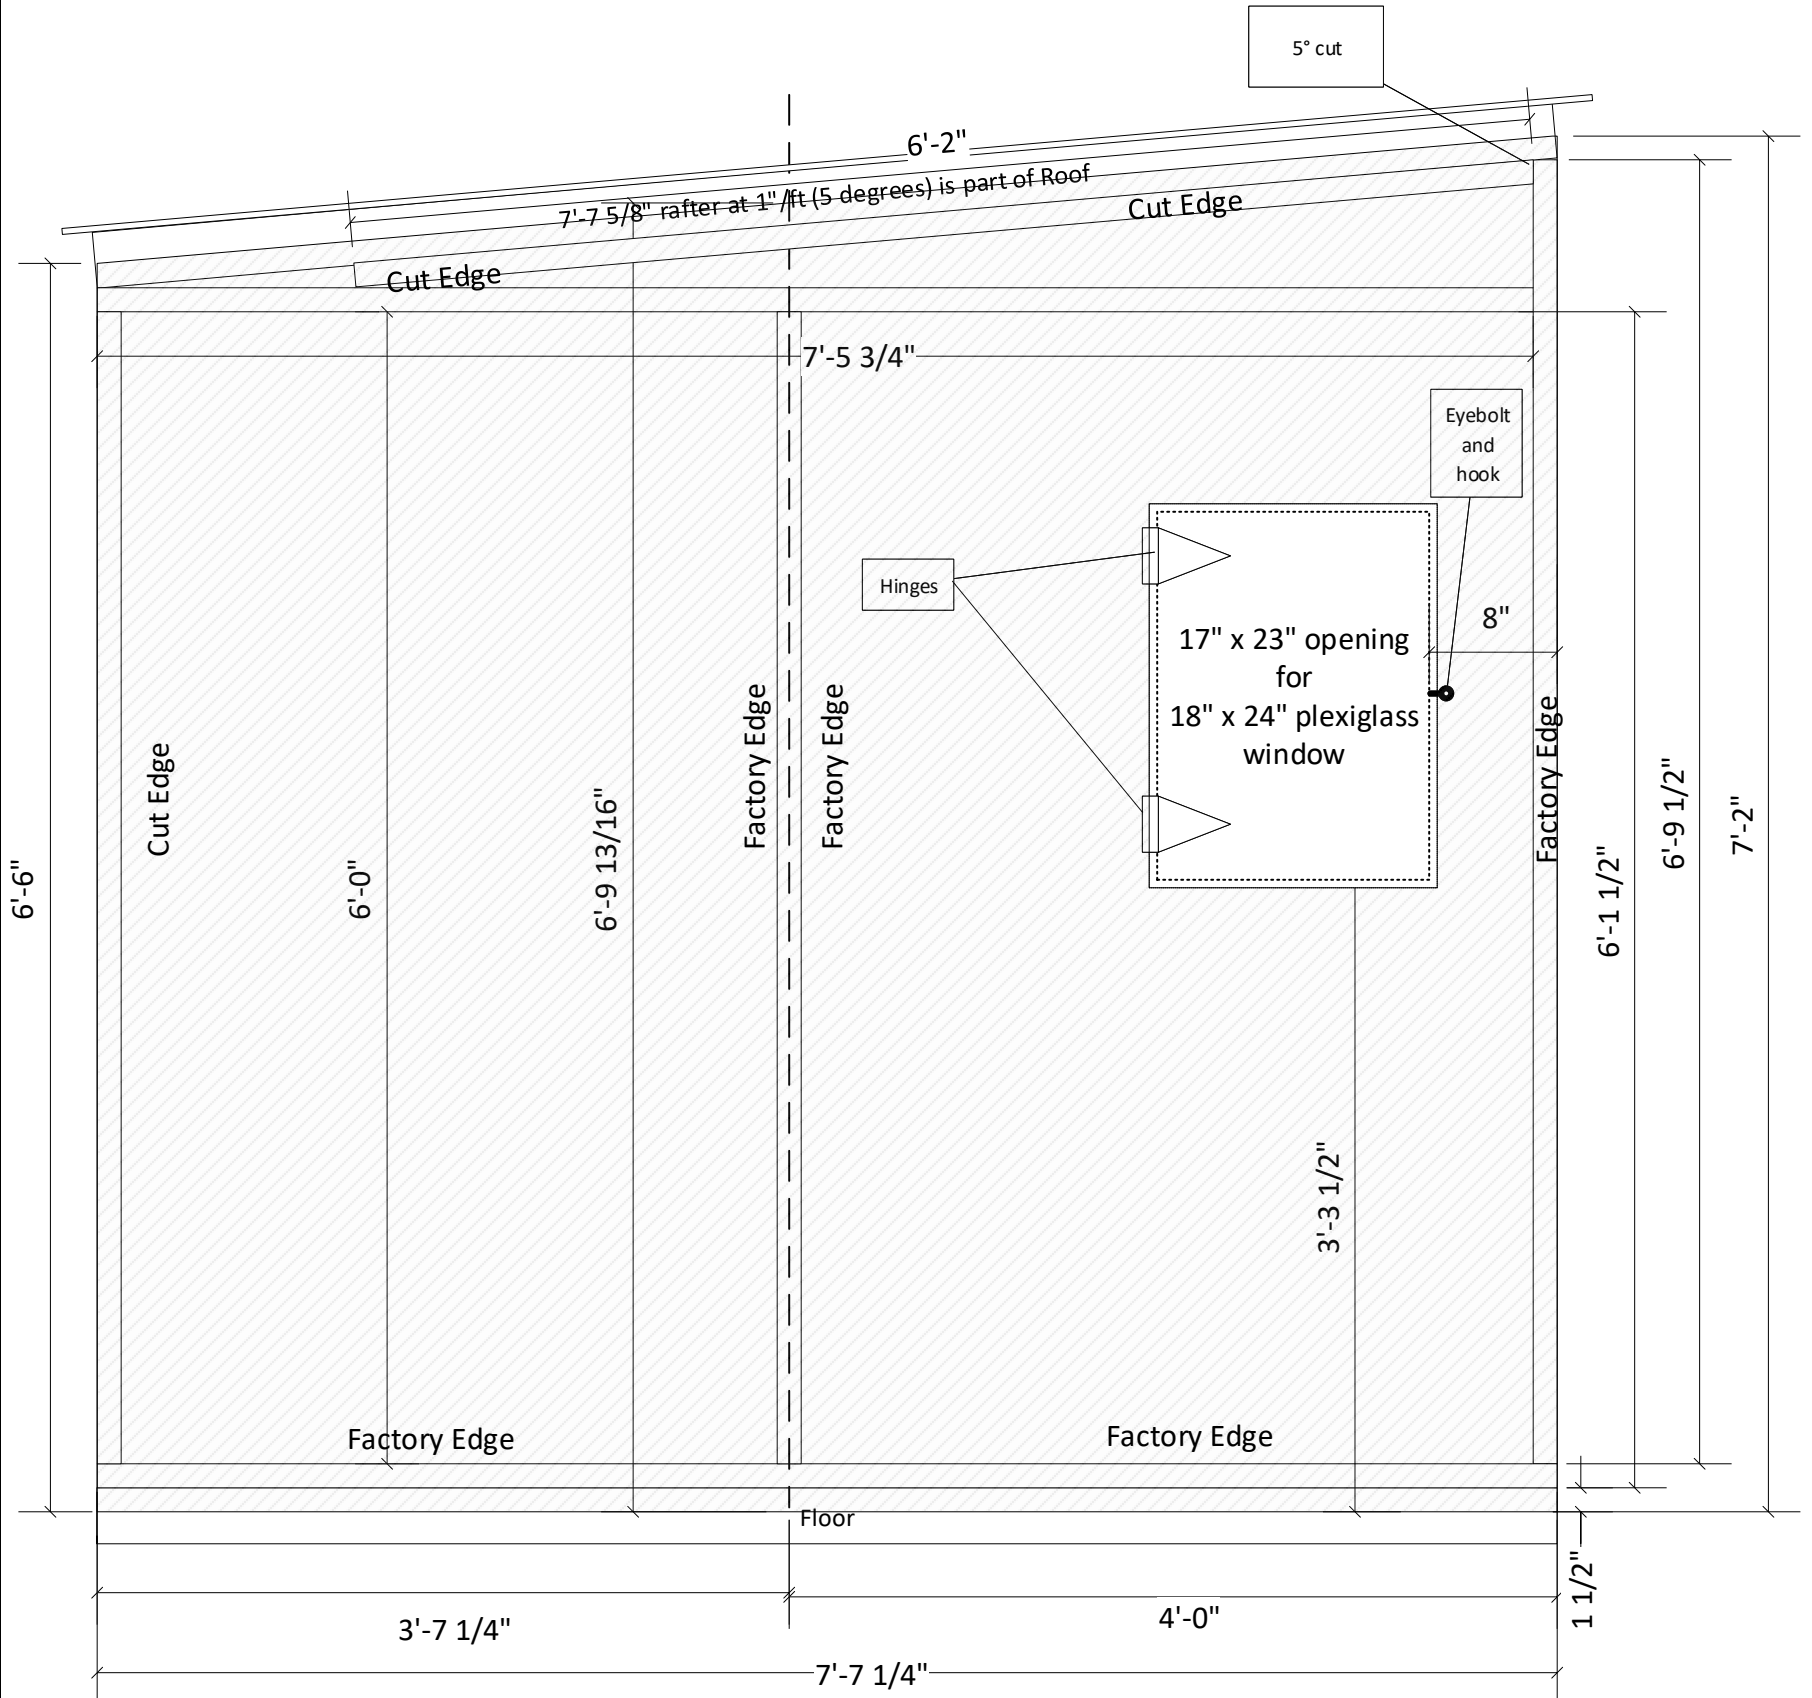 5° cut
6'-2"
7'-7 5/8" rafter at 1"/ft (5 degrees) is part of Roof
Cut Edge
Cut Edge
7'-5 3/4"
Eyebolt
and
hook
Hinges
8"
17" x 23" opening
for
18" x 24" plexiglass
window
Cut Edge
Factory Edge
Factory Edge
Factory Edge
6'-6"
6'-0"
6'-9 13/16"
6'-1 1/2"
6'-9 1/2"
7'-2"
3'-3 1/2"
Factory Edge
Factory Edge
Floor
1 1/2"
3'-7 1/4"
4'-0"
7'-7 1/4"